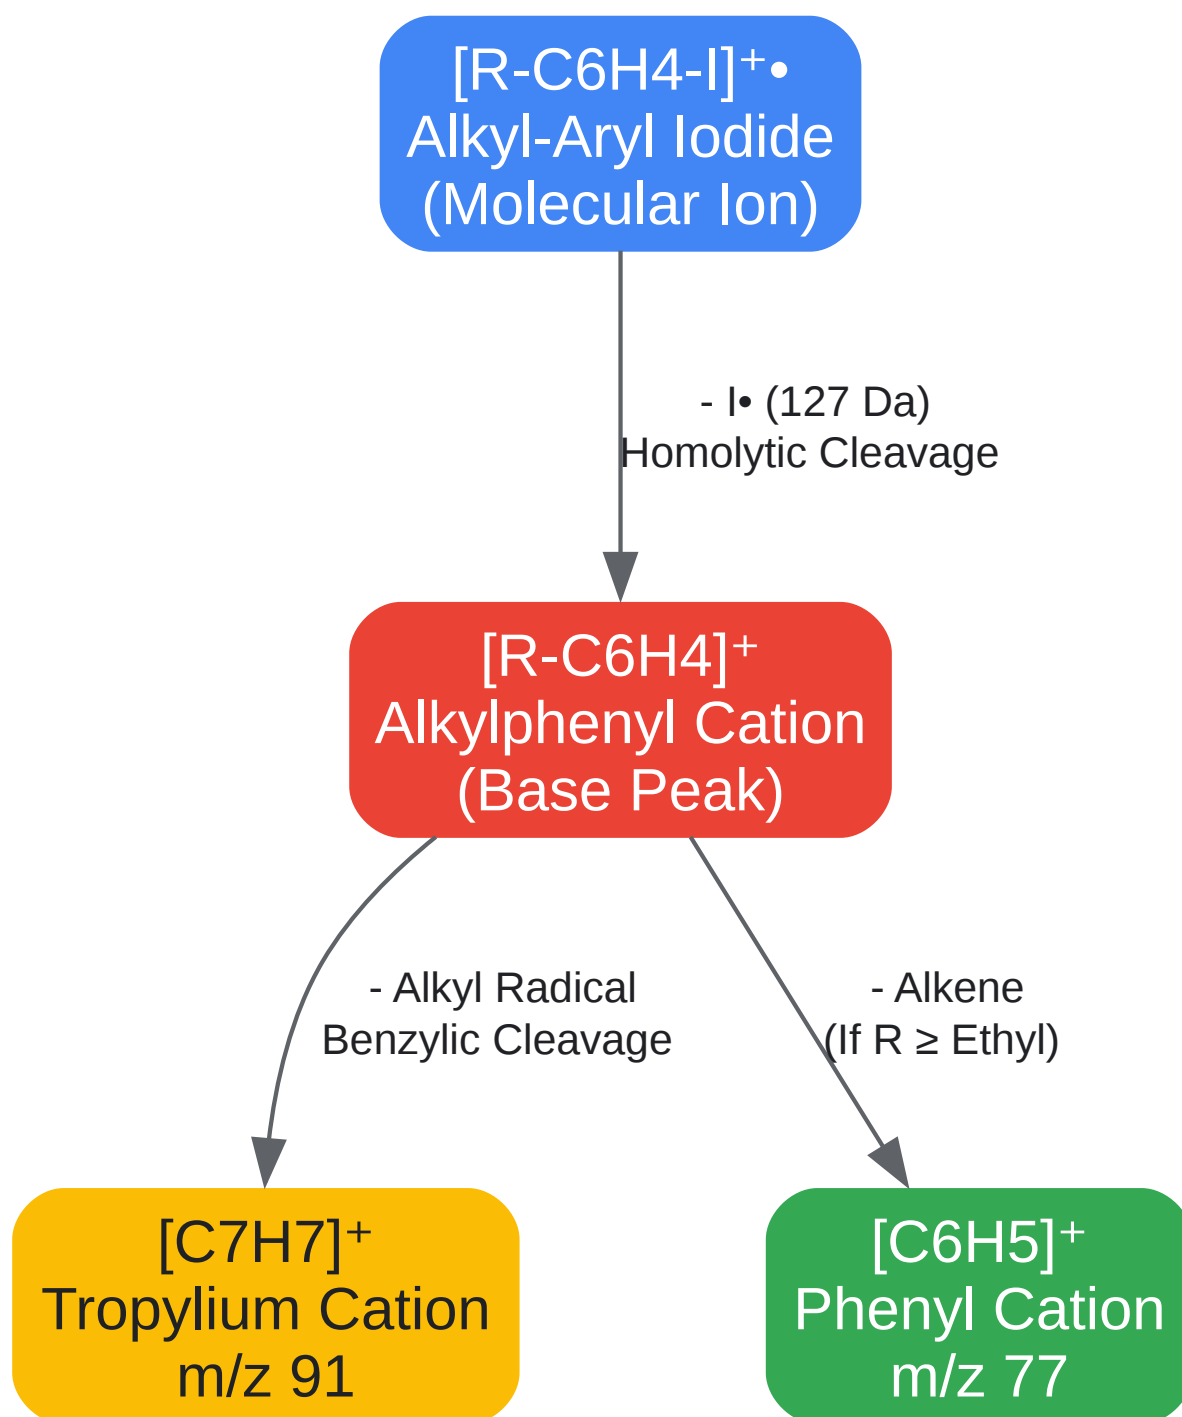 [R-C6H4-I]⁺•
Alkyl-Aryl Iodide
(Molecular Ion)
- I• (127 Da)
Homolytic Cleavage
[R-C6H4]⁺
Alkylphenyl Cation
(Base Peak)
- Alkyl Radical
Benzylic Cleavage
- Alkene
(If R ≥ Ethyl)
[C7H7]⁺
Tropylium Cation
m/z 91
[C6H5]⁺
Phenyl Cation
m/z 77